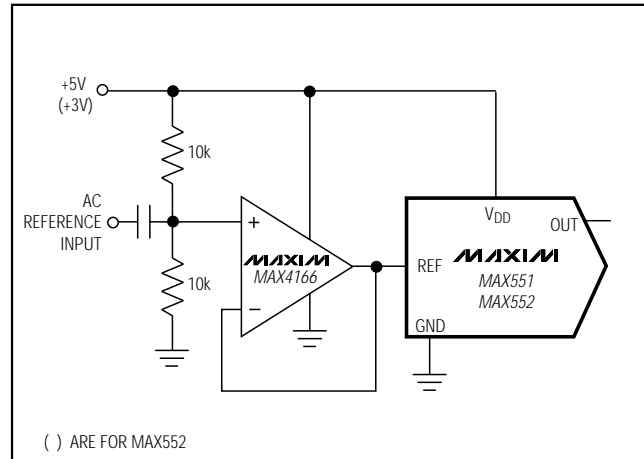 +5V
(+3V)
10k
AC
REFERENCE
INPUT
+
MAXIM
MAX4166
−
10k
VDD
OUT
REF
MAXIM
MAX551
MAX552
GND
( ) ARE FOR MAX552